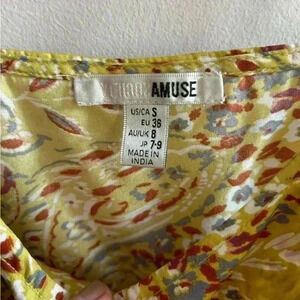 AMUSE
US/CA S
EU 36
AU/UK 8
JP 7-9
MADE IN
INDIA